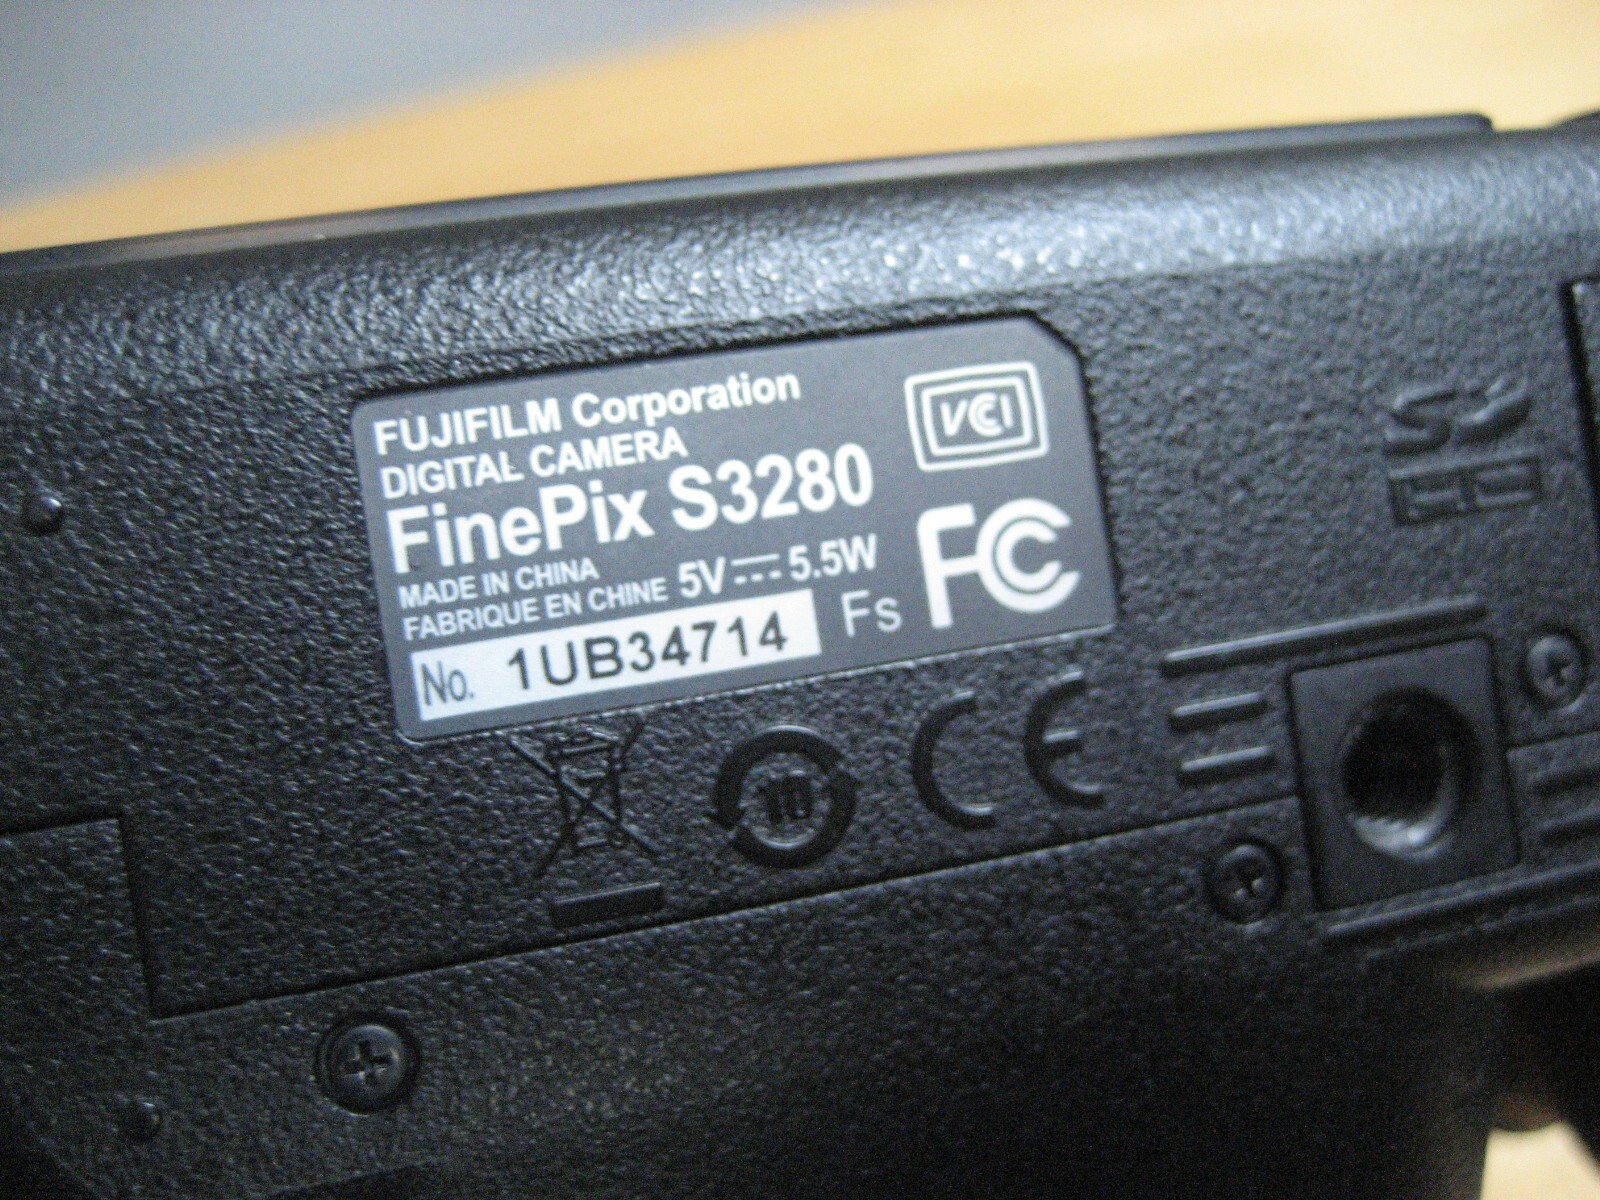 FUJIFILM Corporation
DIGITAL CAMERA
FinePix S3280
MADE IN CHINA
FABRIQUE EN CHINE 5V 5.5W
No. 1UB34714 Fs
VCCI
FC
10
CE
SD